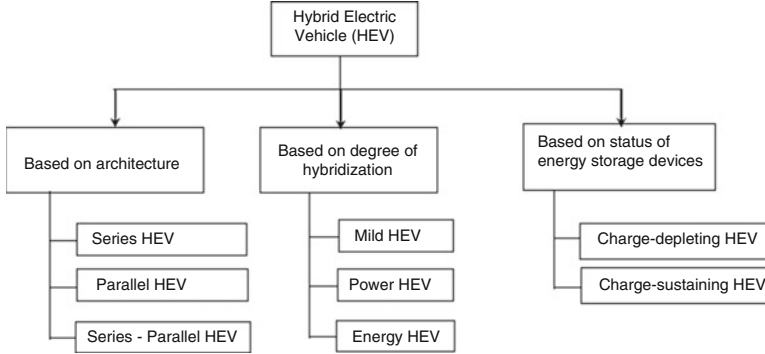 Hybrid Electric
Vehicle (HEV)
Based on architecture
Series HEV
Parallel HEV
Series - Parallel HEV
Based on degree of
hybridization
Mild HEV
Power HEV
Energy HEV
Based on status of
energy storage devices
Charge-depleting HEV
Charge-sustaining HEV